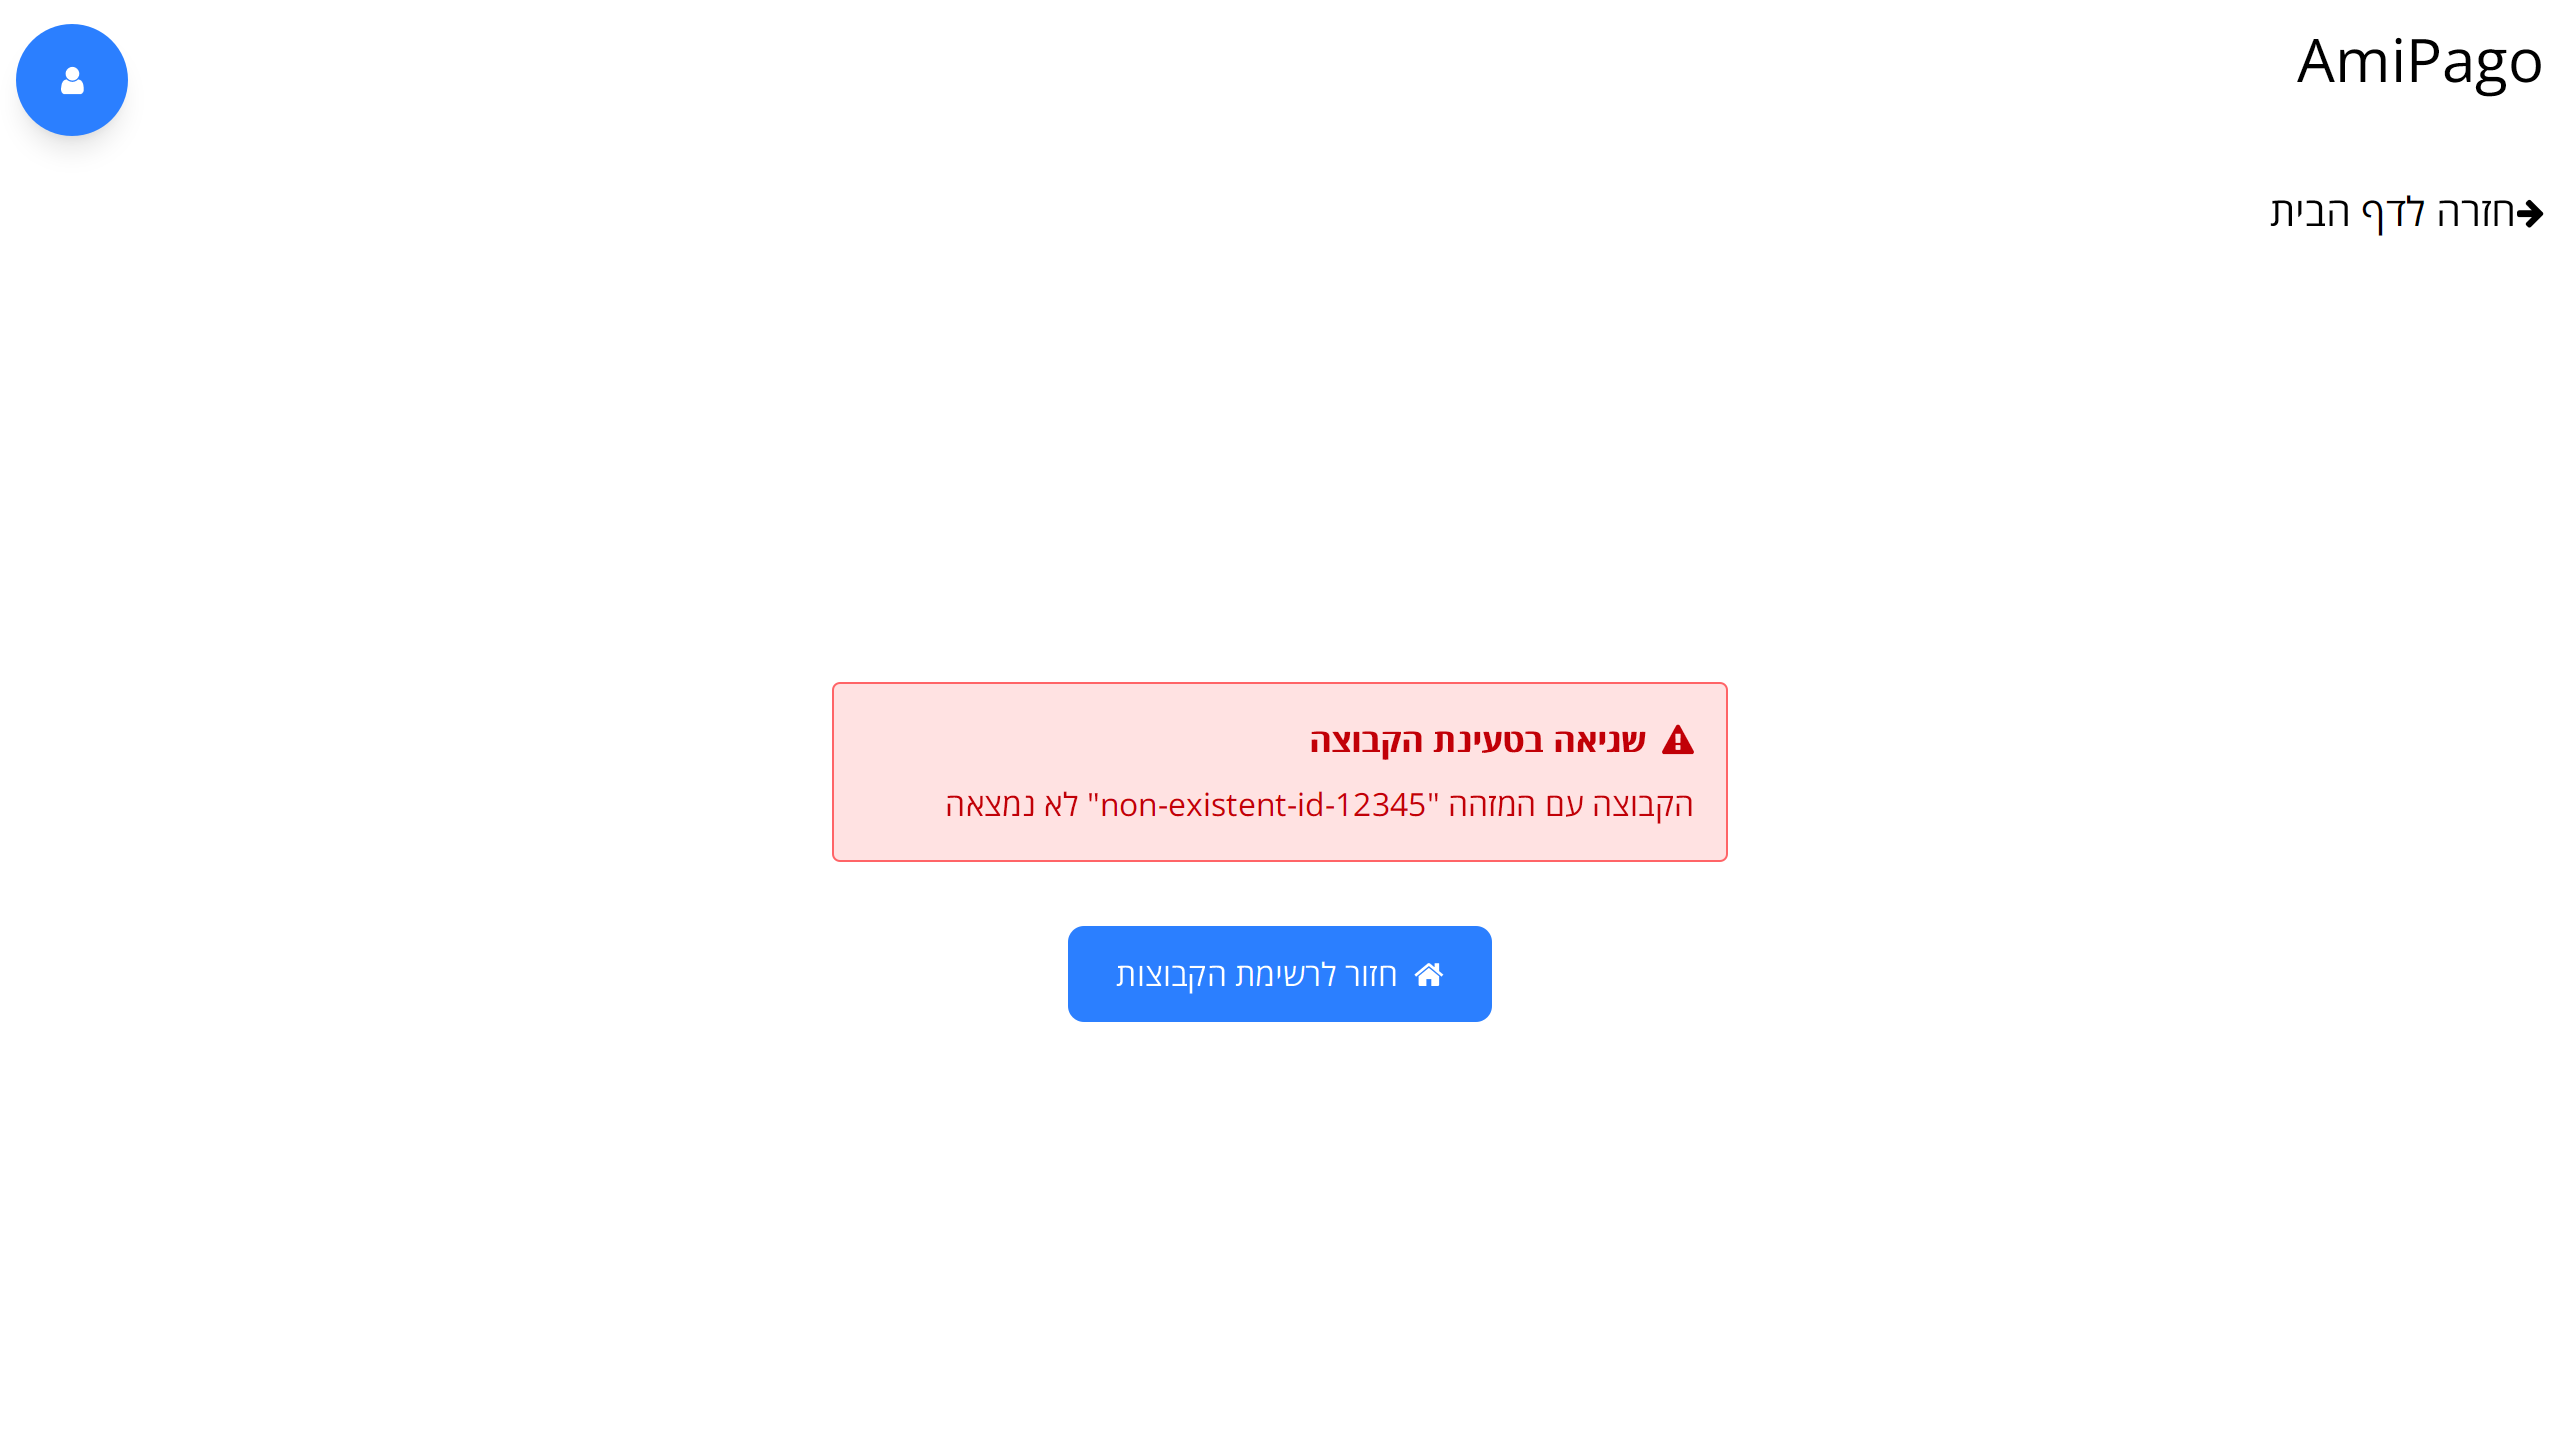 AmiPago
חזרה לדף הבית
שגיאה בטעינת הקבוצה
הקבוצה עם המזהה "non-existent-id-12345" לא נמצאה
חזור לרשימת הקבוצות